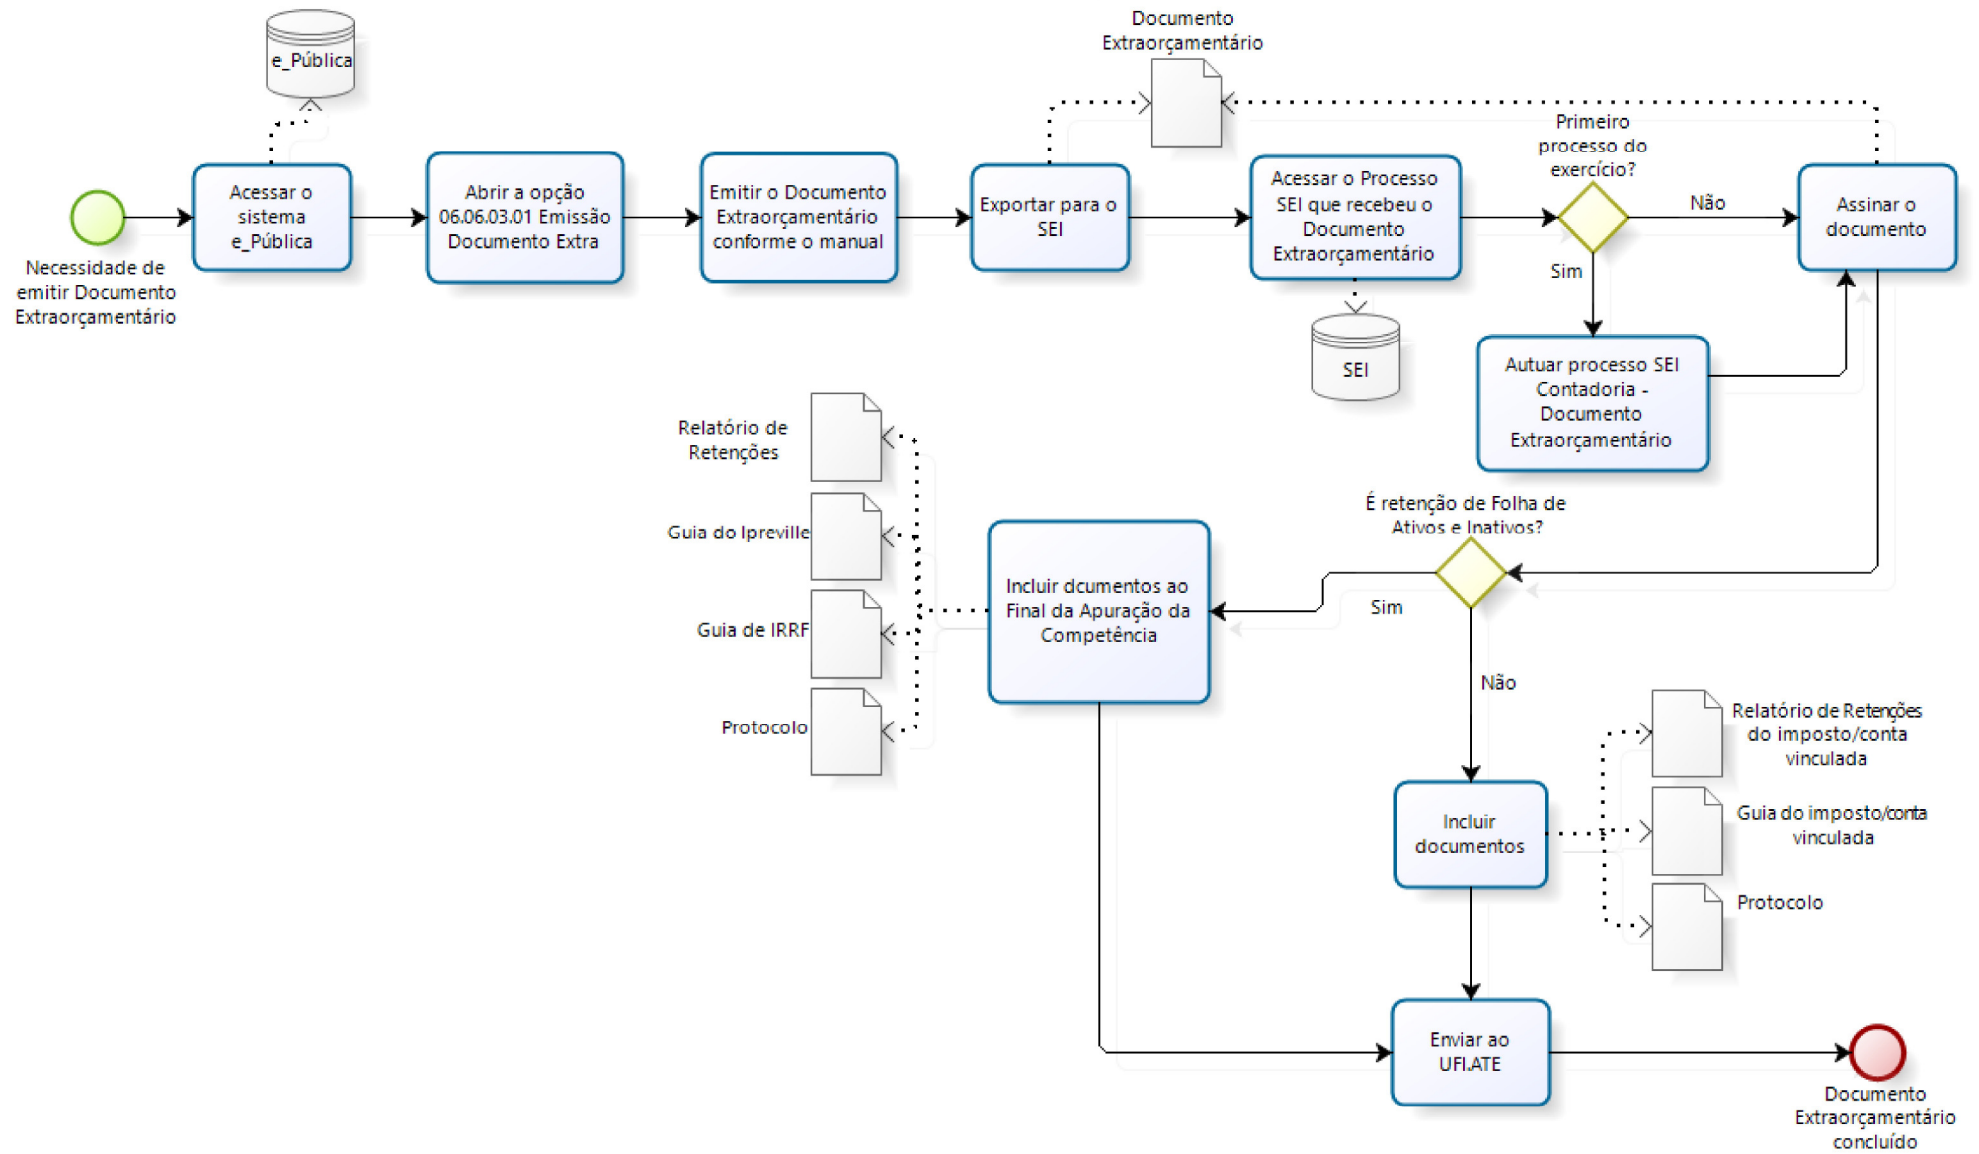 e_Pública
Documento
Extraorçamentário
Necessidade de
emitir Documento
Extraorçamentário
Acessar o
sistema
e_Pública
Abrir a opção
06.06.03.01 Emissão
Documento Extra
Emitir o Documento
Extraorçamentário
conforme o manual
Exportar para o
SEI
Acessar o Processo
SEI que recebeu o
Documento
Extraorçamentário
SEI
Primeiro
processo do
exercício?
Não
Sim
Assinar o
documento
Autuar processo SEI
Contadoria -
Documento
Extraorçamentário
É retenção de Folha de
Ativos e Inativos?
Sim
Não
Incluir dcumentos ao
Final da Apuração da
Competência
Relatório de
Retenções
Guia do Ipreville
Guia de IRRF
Protocolo
Incluir
documentos
Relatório de Retenções
do imposto/conta
vinculada
Guia do imposto/conta
vinculada
Protocolo
Enviar ao
UFI.ATE
Documento
Extraorçamentário
concluído